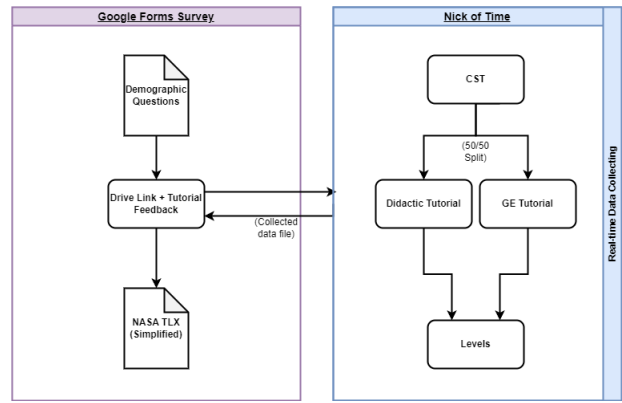 Google Forms Survey
Demographic
Questions
Drive Link + Tutorial
Feedback
(Collected
data file)
NASA TLX
(Simplified)
Nick of Time
CST
(50/50
Split)
Didactic Tutorial
GE Tutorial
Levels
Real-time Data Collecting